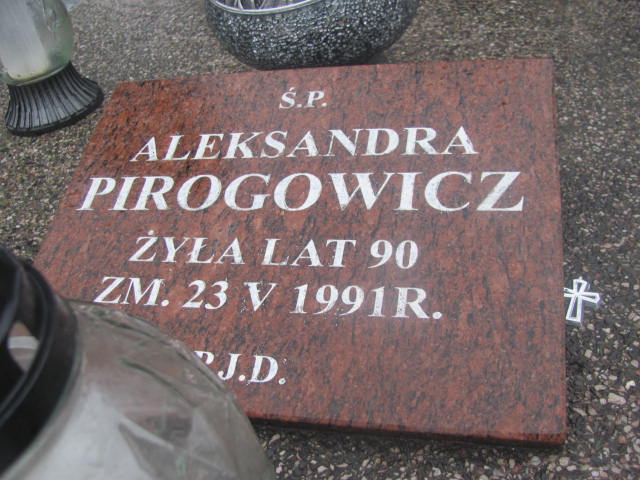 Ś.P.
ALEKSANDRA
PIROGOWICZ
ŻYŁA LAT 90
ZM. 23 V 1991R.
P.J.D.